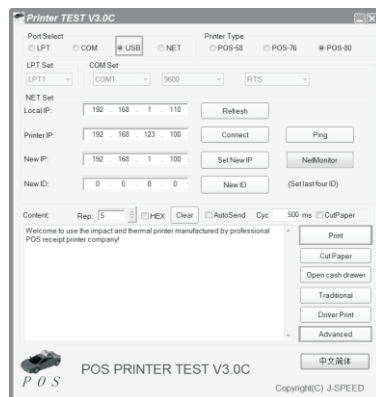 Printer TEST V3.0C
Port Select
LPT COM USB NET
Printer Type
POS-58 POS-76 POS-80
LPT Set
LPT1
COM Set
COM1 9600 RTS
NET Set
Local IP: 192 . 168 . 1 . 110 Refresh
Printer IP: 192 . 168 . 123 . 100 Connect Ping
New IP: 192 . 168 . 1 . 100 Set New IP NetMonitor
New ID: 0 . 0 . 0 . 0 New ID (Set last four ID)
Content: Rep: 5 HEX Clear AutoSend Cyc 500 ms CutPaper
Welcome to use the impact and thermal printer manufactured by professional
POS receipt printer company!
Print
Cut Paper
Open cash drawer
Traditional
Driver Print
Advanced
POS
POS PRINTER TEST V3.0C
中文简体
Copyright(C) J-SPEED